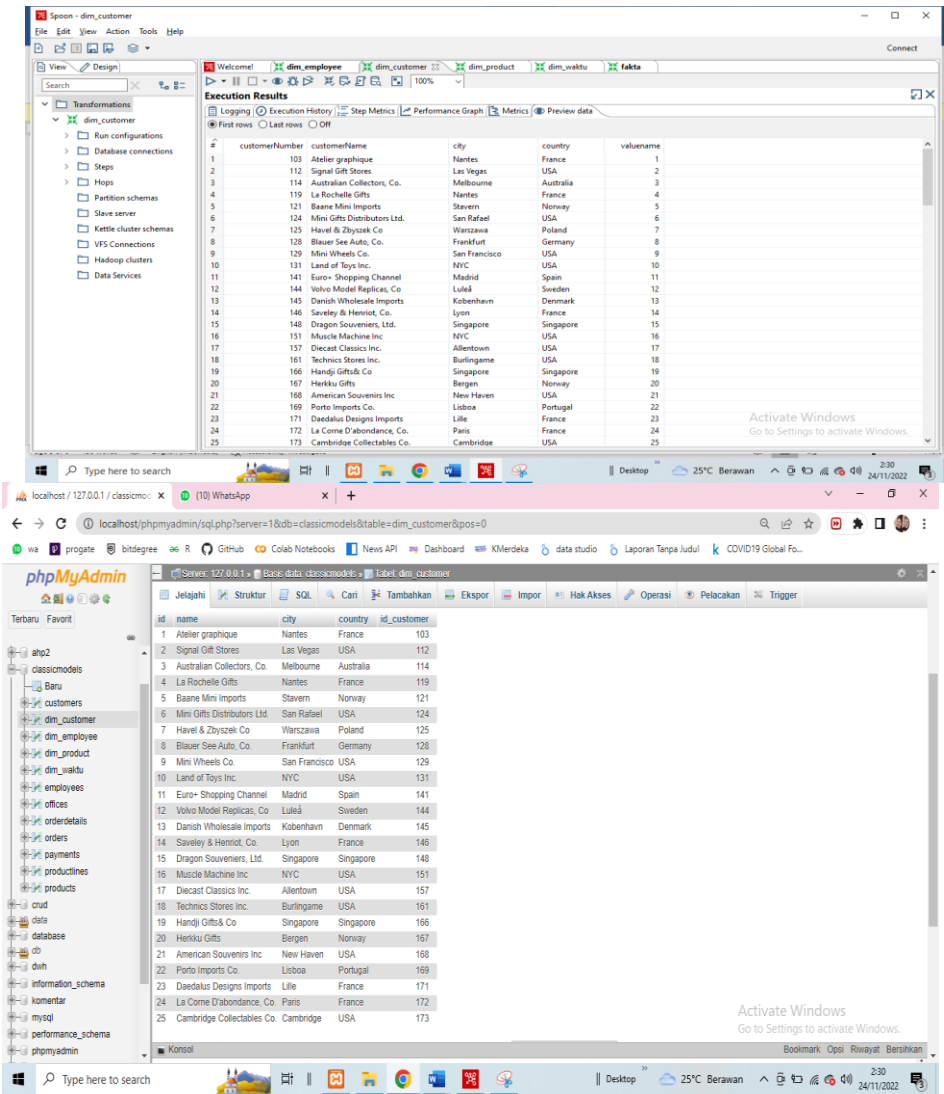 Spoon - dim_customer
File Edit View Action Tools Help
Connect
View Design
Welcome! dim_employee dim_customer dim_product dim_waktu fakta
Search
100%
Execution Results
Transformations
dim_customer
Run configurations
Database connections
Steps
Hops
Partition schemas
Slave server
Kettle cluster schemas
VFS Connections
Hadoop clusters
Data Services
Logging Execution History Step Metrics Performance Graph Metrics Preview data
First rows Last rows Off
# customerNumber customerName city country valuename
1 103 Atelier graphique Nantes France 1
2 112 Signal Gift Stores Las Vegas USA 2
3 114 Australian Collectors, Co. Melbourne Australia 3
4 119 La Rochelle Gifts Nantes France 4
5 121 Baane Mini Imports Stavern Norway 5
6 124 Mini Gifts Distributors Ltd. San Rafael USA 6
7 125 Havel & Zbyszek Co Warszawa Poland 7
8 128 Blauer See Auto, Co. Frankfurt Germany 8
9 129 Mini Wheels Co. San Francisco USA 9
10 131 Land of Toys Inc. NYC USA 10
11 141 Euro+ Shopping Channel Madrid Spain 11
12 144 Volvo Model Replicas, Co Luleå Sweden 12
13 145 Danish Wholesale Imports Kobenhavn Denmark 13
14 146 Saveley & Henriot, Co. Lyon France 14
15 148 Dragon Souveniers, Ltd. Singapore Singapore 15
16 151 Muscle Machine Inc NYC USA 16
17 157 Diecast Classics Inc. Allentown USA 17
18 161 Technics Stores Inc. Burlingame USA 18
19 166 Handji Gifts& Co Singapore Singapore 19
20 167 Herkku Gifts Bergen Norway 20
21 168 American Souvenirs Inc New Haven USA 21
22 169 Porto Imports Co. Lisboa Portugal 22
23 171 Daedalus Designs Imports Lille France 23
24 172 La Corne D'abondance, Co. Paris France 24
25 173 Cambridge Collectables Co. Cambridge USA 25
Activate Windows
Go to Settings to activate Windows.
Type here to search
Desktop
25°C Berawan
2:30
24/11/2022
localhost / 127.0.0.1 / classicmod
(10) WhatsApp
localhost/phpmyadmin/sql.php?server=1&db=classicmodels&table=dim_customer&pos=0
wa progate bitdegree R GitHub Colab Notebooks News API Dashboard KMerdeka data studio Laporan Tanpa Judul COVID19 Global Fo...
phpMyAdmin
Server: 127.0.0.1 » Basis data: classicmodels » Tabel: dim_customer
Jelajahi Struktur SQL Cari Tambahkan Ekspor Impor Hak Akses Operasi Pelacakan Trigger
Terbaru Favorit
ahp2
classicmodels
Baru
customers
dim_customer
dim_employee
dim_product
dim_waktu
employees
offices
orderdetails
orders
payments
productlines
products
crud
data
database
db
dwh
information_schema
komentar
mysql
performance_schema
phpmyadmin
id name city country id_customer
1 Atelier graphique Nantes France 103
2 Signal Gift Stores Las Vegas USA 112
3 Australian Collectors, Co. Melbourne Australia 114
4 La Rochelle Gifts Nantes France 119
5 Baane Mini Imports Stavern Norway 121
6 Mini Gifts Distributors Ltd. San Rafael USA 124
7 Havel & Zbyszek Co Warszawa Poland 125
8 Blauer See Auto, Co. Frankfurt Germany 128
9 Mini Wheels Co. San Francisco USA 129
10 Land of Toys Inc. NYC USA 131
11 Euro+ Shopping Channel Madrid Spain 141
12 Volvo Model Replicas, Co Luleå Sweden 144
13 Danish Wholesale Imports Kobenhavn Denmark 145
14 Saveley & Henriot, Co. Lyon France 146
15 Dragon Souveniers, Ltd. Singapore Singapore 148
16 Muscle Machine Inc NYC USA 151
17 Diecast Classics Inc. Allentown USA 157
18 Technics Stores Inc. Burlingame USA 161
19 Handji Gifts& Co Singapore Singapore 166
20 Herkku Gifts Bergen Norway 167
21 American Souvenirs Inc New Haven USA 168
22 Porto Imports Co. Lisboa Portugal 169
23 Daedalus Designs Imports Lille France 171
24 La Corne D'abondance, Co. Paris France 172
25 Cambridge Collectables Co. Cambridge USA 173
Activate Windows
Go to Settings to activate Windows.
Konsol
Bookmark Opsi Riwayat Bersihkan
Type here to search
Desktop
25°C Berawan
2:30
24/11/2022